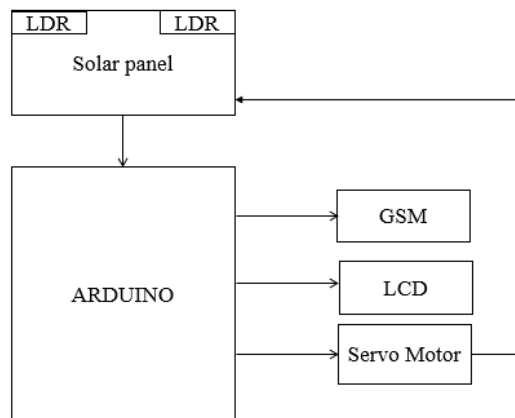 LDR LDR
Solar panel
GSM
ARDUINO
LCD
Servo Motor